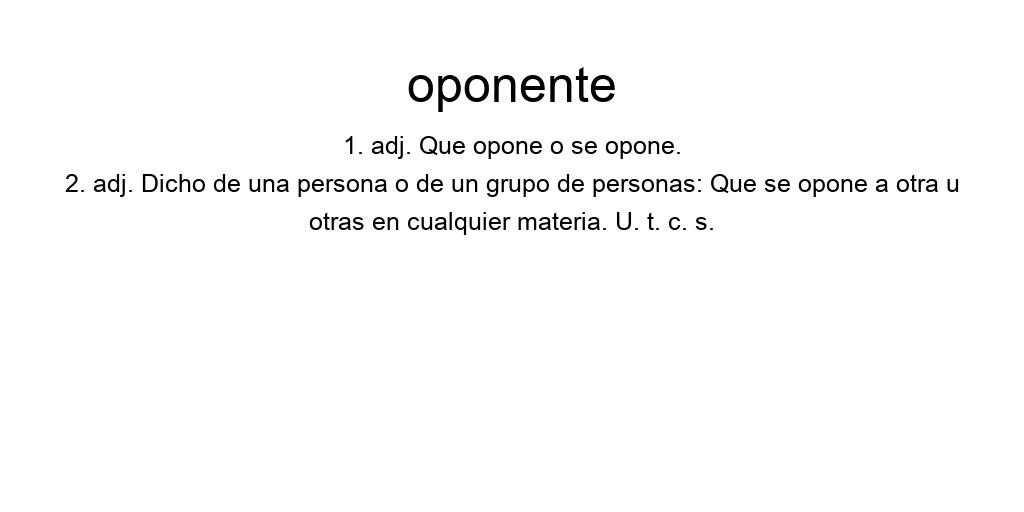 oponente
1. adj. Que opone o se opone.
2. adj. Dicho de una persona o de un grupo de personas: Que se opone a otra u
otras en cualquier materia. U. t. c. s.